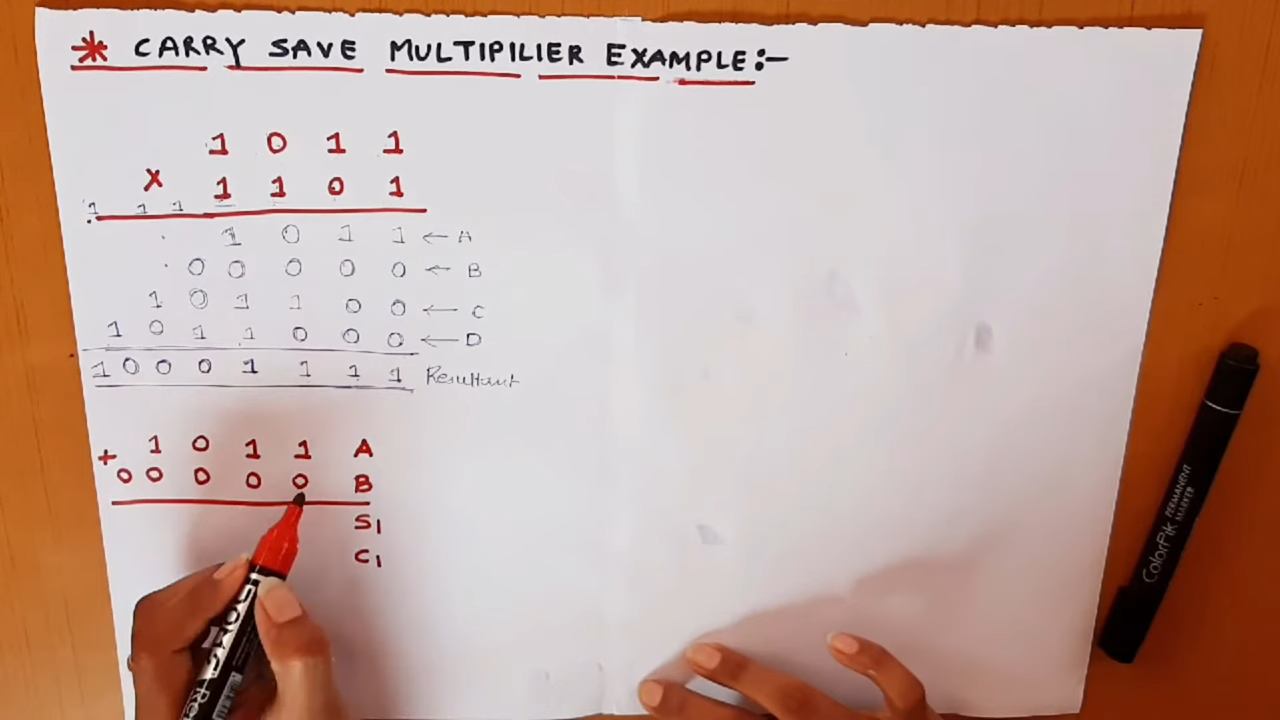 * CARRY SAVE MULTIPILIER EXAMPLE:-
1 0 1 1
X 1 1 0 1
1 1 1
1 0 1 1 ← A
0 0 0 0 0 ← B
1 0 1 1 0 0 ← C
1 0 1 1 0 0 0 ← D
1 0 0 0 1 1 1 1 Resultant
+ 1 0 1 1 A
0 0 0 0 0 B
S1
C1
ColorPik PERMANENT MARKER